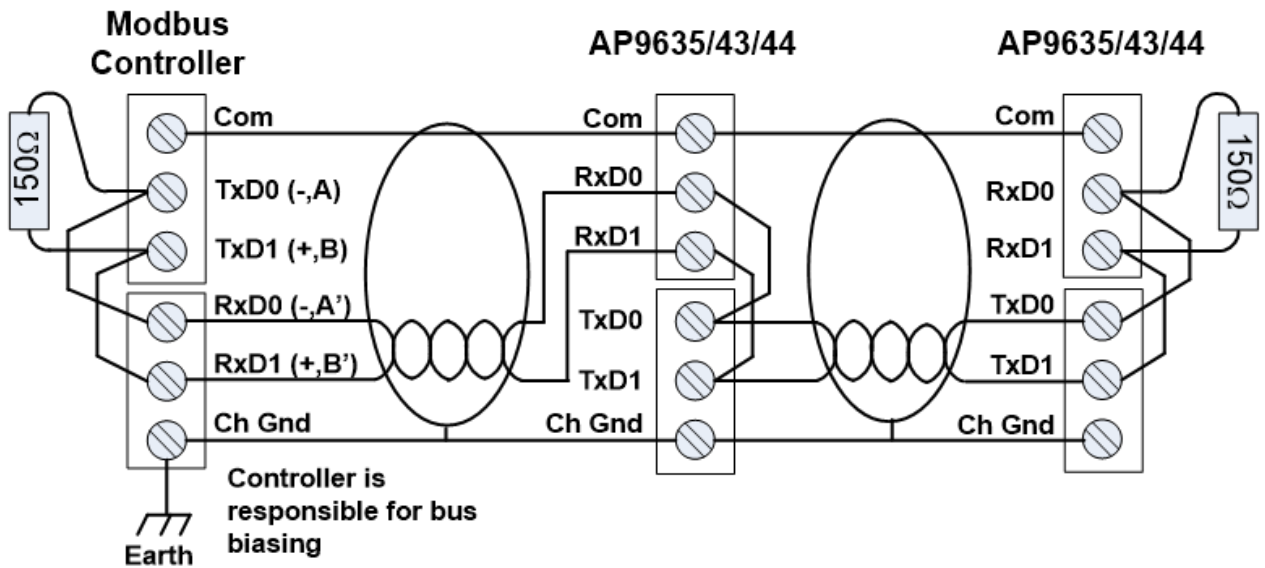 Modbus
Controller
AP9635/43/44
AP9635/43/44
150Ω
Com
TxD0 (-,A)
TxD1 (+,B)
RxD0 (-,A’)
RxD1 (+,B’)
Ch Gnd
Earth
Controller is
responsible for bus
biasing
Com
RxD0
RxD1
TxD0
TxD1
Ch Gnd
Com
RxD0
RxD1
TxD0
TxD1
Ch Gnd
150Ω